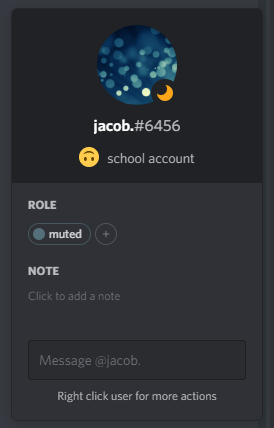 jacob.#6456
school account
ROLE
muted +
NOTE
Click to add a note
Message @jacob.
Right click user for more actions